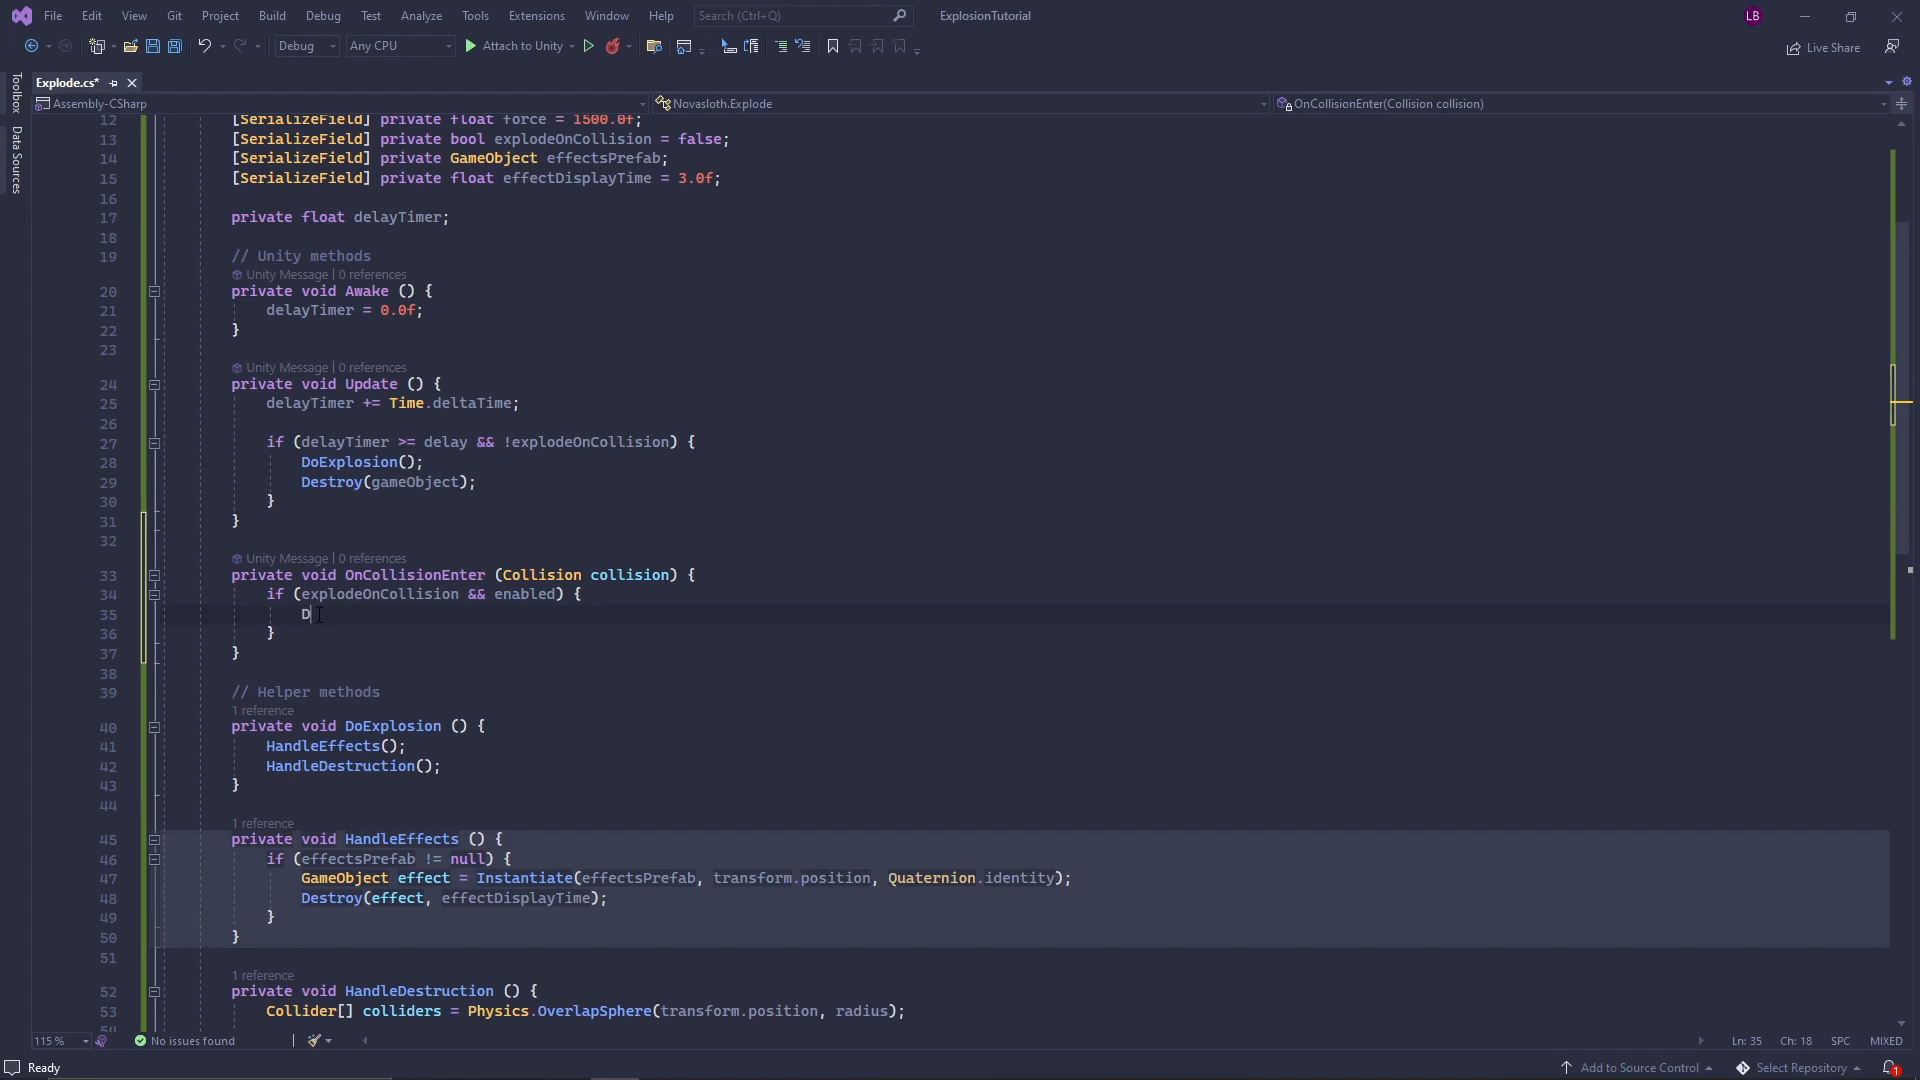 File Edit View Git Project Build Debug Test Analyze Tools Extensions Window Help Search (Ctrl+Q) ExplosionTutorial LB
Debug Any CPU Attach to Unity Live Share
Toolbox
Data Sources
Explode.cs*
Assembly-CSharp Novasloth.Explode OnCollisionEnter(Collision collision)
12 [SerializeField] private float force = 1500.0f;
13 [SerializeField] private bool explodeOnCollision = false;
14 [SerializeField] private GameObject effectsPrefab;
15 [SerializeField] private float effectDisplayTime = 3.0f;
16
17 private float delayTimer;
18
19 // Unity methods
Unity Message | 0 references
20 private void Awake () {
21 delayTimer = 0.0f;
22 }
23
Unity Message | 0 references
24 private void Update () {
25 delayTimer += Time.deltaTime;
26
27 if (delayTimer >= delay && !explodeOnCollision) {
28 DoExplosion();
29 Destroy(gameObject);
30 }
31 }
32
Unity Message | 0 references
33 private void OnCollisionEnter (Collision collision) {
34 if (explodeOnCollision && enabled) {
35 D
36 }
37 }
38
39 // Helper methods
1 reference
40 private void DoExplosion () {
41 HandleEffects();
42 HandleDestruction();
43 }
44
1 reference
45 private void HandleEffects () {
46 if (effectsPrefab != null) {
47 GameObject effect = Instantiate(effectsPrefab, transform.position, Quaternion.identity);
48 Destroy(effect, effectDisplayTime);
49 }
50 }
51
1 reference
52 private void HandleDestruction () {
53 Collider[] colliders = Physics.OverlapSphere(transform.position, radius);
115 % No issues found Ln: 35 Ch: 18 SPC MIXED
Ready Add to Source Control Select Repository 1